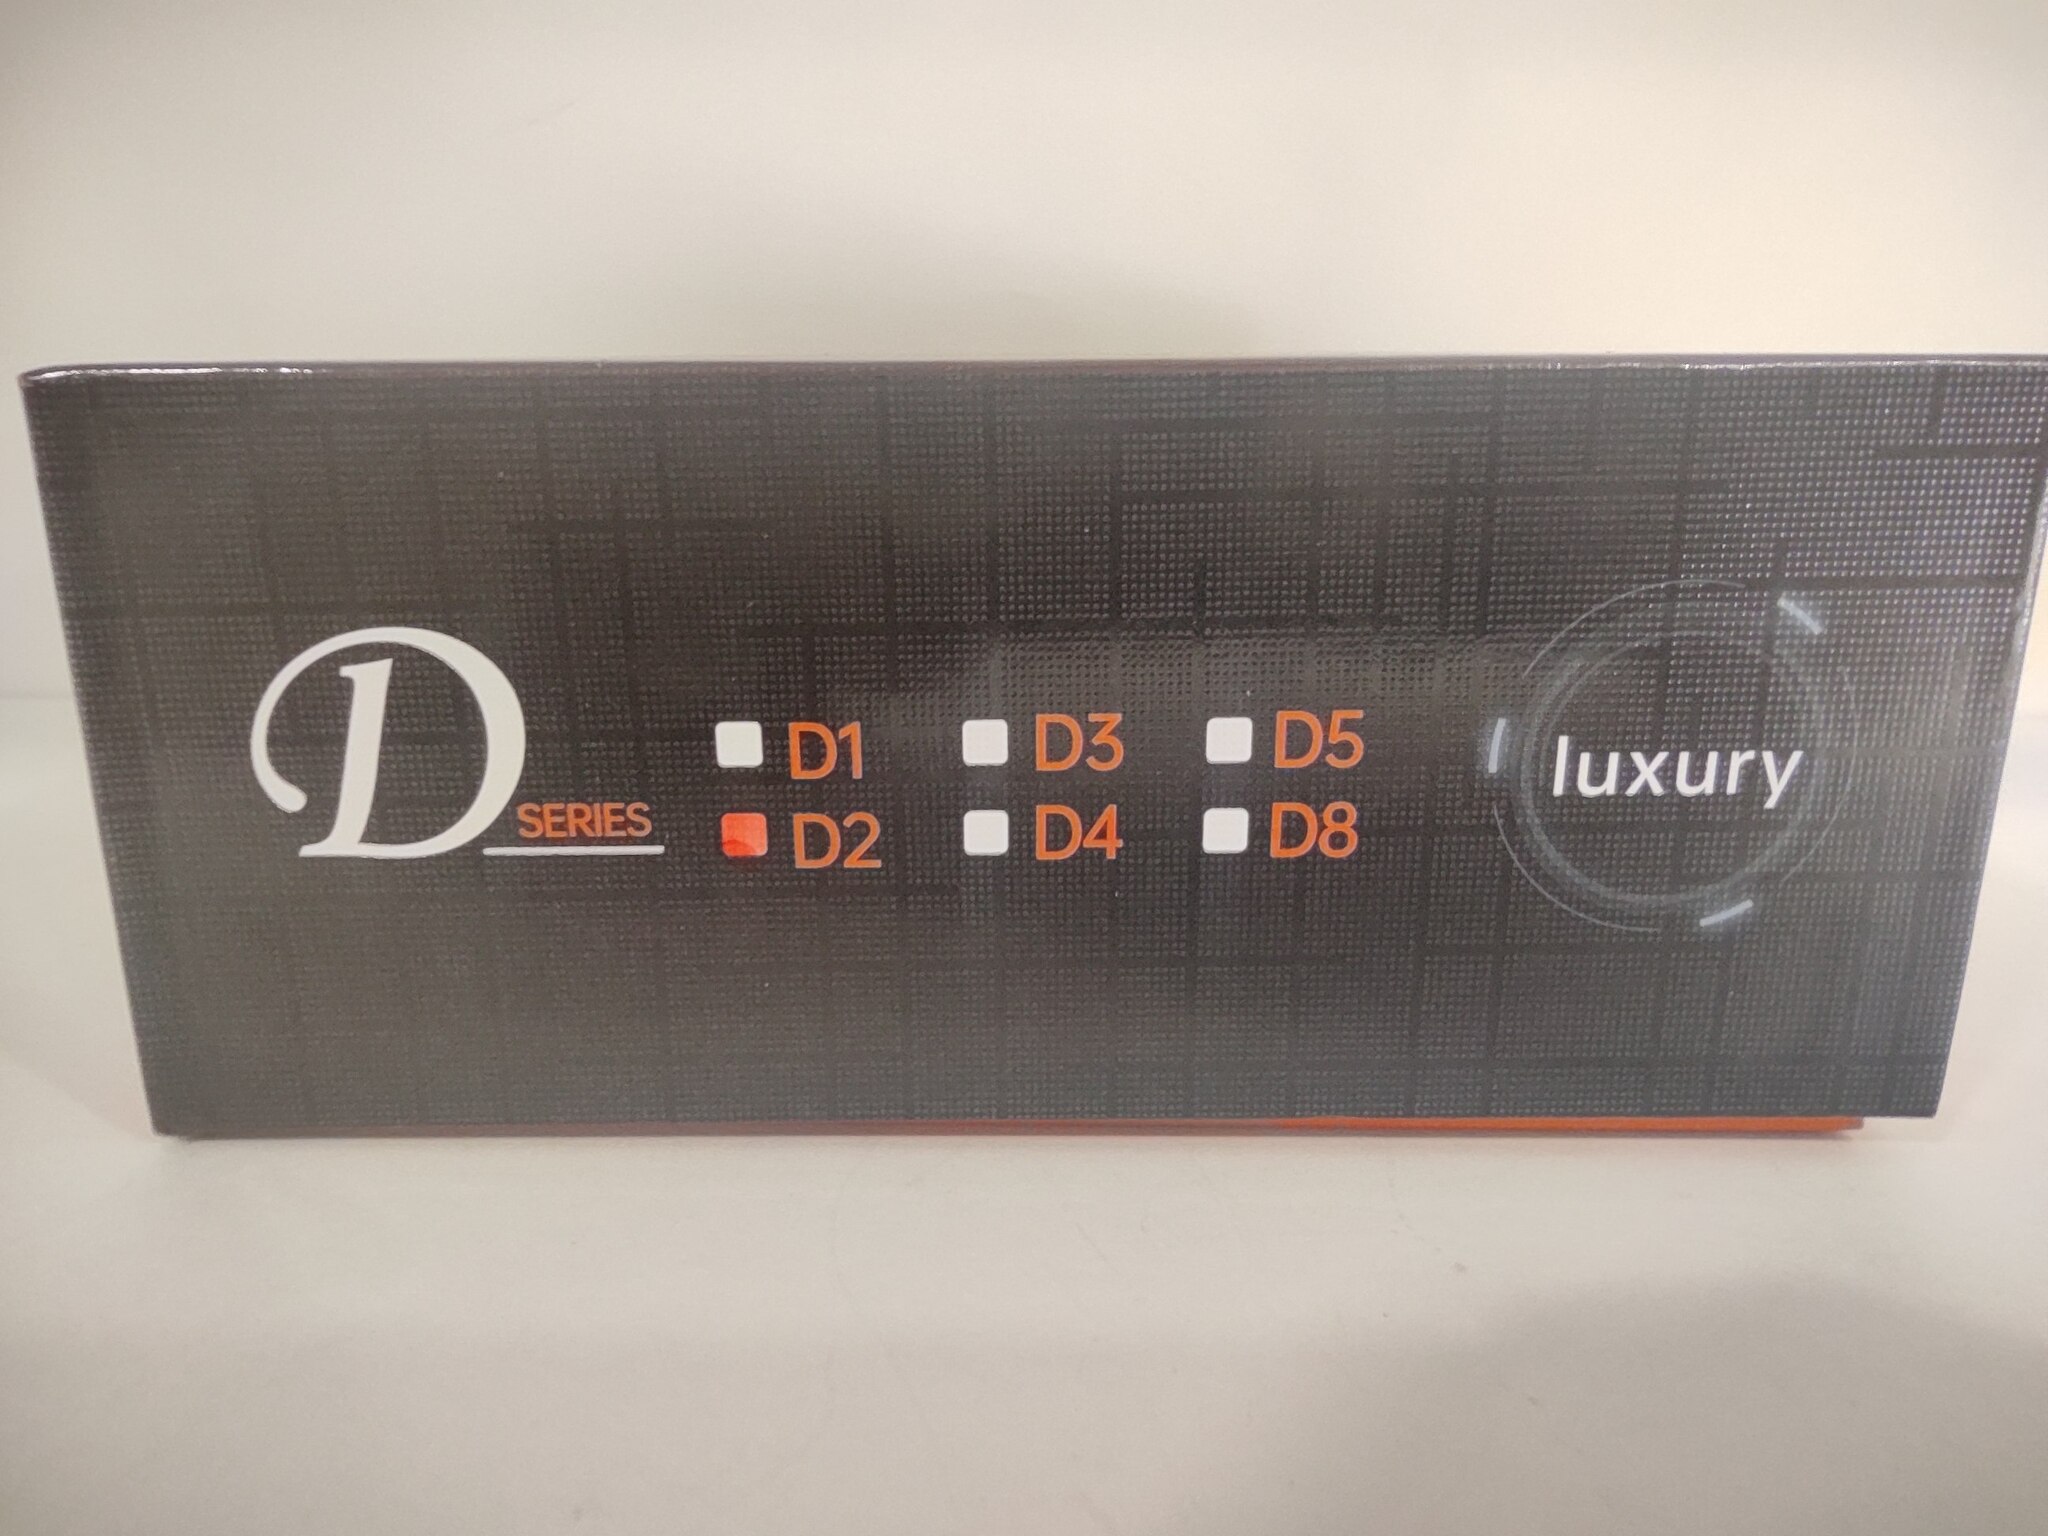 D SERIES
D1 D3 D5
D2 D4 D8
luxury